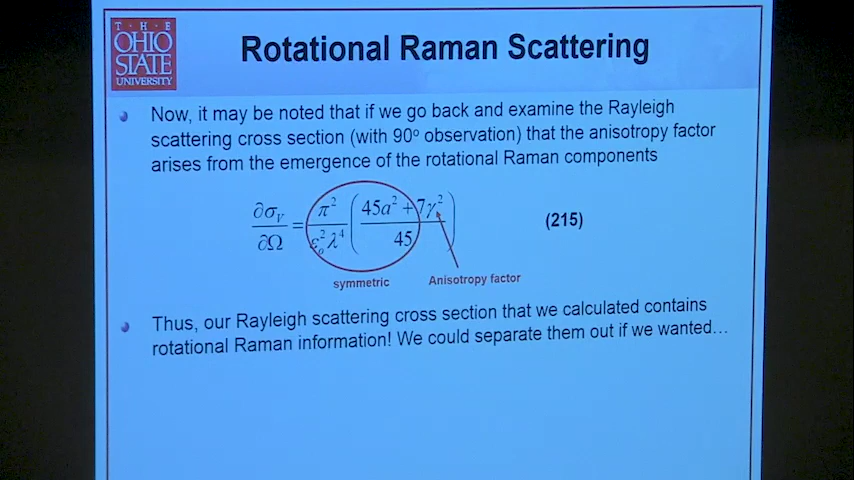 T · H · E
OHIO
STATE
UNIVERSITY
Rotational Raman Scattering
Now, it may be noted that if we go back and examine the Rayleigh
scattering cross section (with 90° observation) that the anisotropy factor
arises from the emergence of the rotational Raman components
∂σ_V/∂Ω = π²/(ε_o²λ⁴) ((45a² + 7γ²)/45)
(215)
symmetric
Anisotropy factor
Thus, our Rayleigh scattering cross section that we calculated contains
rotational Raman information! We could separate them out if we wanted…